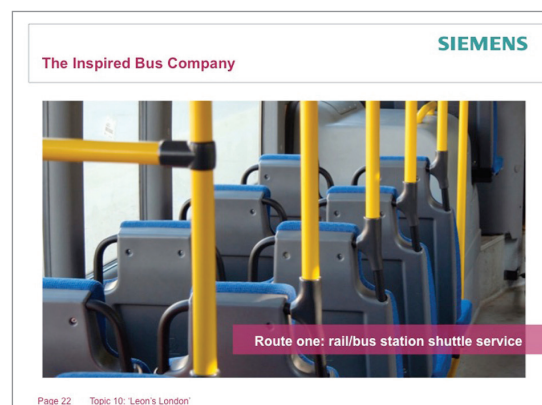 SIEMENS
The Inspired Bus Company
Route one: rail/bus station shuttle service
Page 22 Topic 10: 'Leon's London'